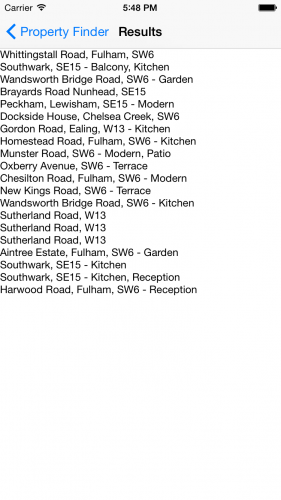 Carrier 5:48 PM
Property Finder Results
Whittingstall Road, Fulham, SW6
Southwark, SE15 - Balcony, Kitchen
Wandsworth Bridge Road, SW6 - Garden
Brayards Road Nunhead, SE15
Peckham, Lewisham, SE15 - Modern
Dockside House, Chelsea Creek, SW6
Gordon Road, Ealing, W13 - Kitchen
Homestead Road, Fulham, SW6 - Kitchen
Munster Road, SW6 - Modern, Patio
Oxberry Avenue, SW6 - Terrace
Chesilton Road, Fulham, SW6 - Modern
New Kings Road, SW6 - Terrace
Wandsworth Bridge Road, SW6 - Kitchen
Sutherland Road, W13
Sutherland Road, W13
Sutherland Road, W13
Aintree Estate, Fulham, SW6 - Garden
Southwark, SE15 - Kitchen
Southwark, SE15 - Kitchen, Reception
Harwood Road, Fulham, SW6 - Reception